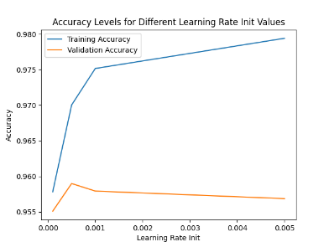 Accuracy Levels for Different Learning Rate Init Values
Training Accuracy
Validation Accuracy
0.980
0.975
0.970
0.965
0.960
0.955
Accuracy
0.000
0.001
0.002
0.003
0.004
0.005
Learning Rate Init